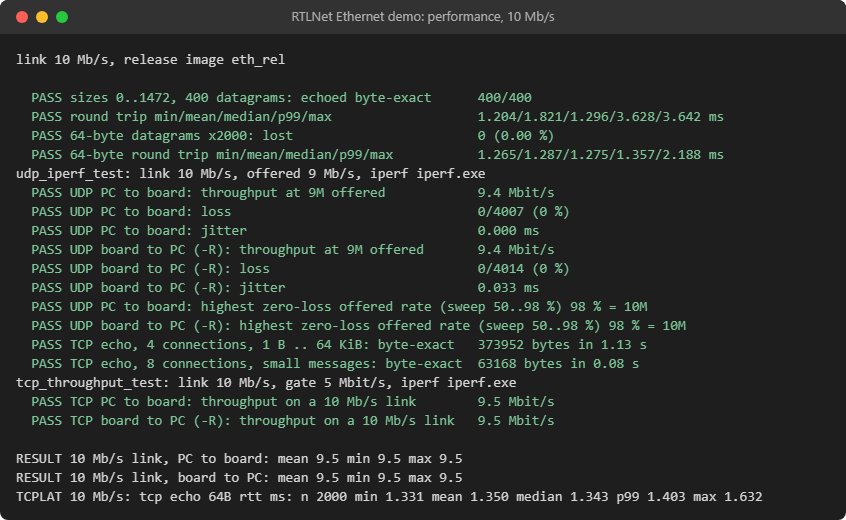 RTLNet Ethernet demo: performance, 10 Mb/s
link 10 Mb/s, release image eth_rel
PASS sizes 0..1472, 400 datagrams: echoed byte-exact 400/400
PASS round trip min/mean/median/p99/max 1.204/1.821/1.296/3.628/3.642 ms
PASS 64-byte datagrams x2000: lost 0 (0.00 %)
PASS 64-byte round trip min/mean/median/p99/max 1.265/1.287/1.275/1.357/2.188 ms
udp_iperf_test: link 10 Mb/s, offered 9 Mb/s, iperf iperf.exe
PASS UDP PC to board: throughput at 9M offered 9.4 Mbit/s
PASS UDP PC to board: loss 0/4007 (0 %)
PASS UDP PC to board: jitter 0.000 ms
PASS UDP board to PC (-R): throughput at 9M offered 9.4 Mbit/s
PASS UDP board to PC (-R): loss 0/4014 (0 %)
PASS UDP board to PC (-R): jitter 0.033 ms
PASS UDP PC to board: highest zero-loss offered rate (sweep 50..98 %) 98 % = 10M
PASS UDP board to PC (-R): highest zero-loss offered rate (sweep 50..98 %) 98 % = 10M
PASS TCP echo, 4 connections, 1 B .. 64 KiB: byte-exact 373952 bytes in 1.13 s
PASS TCP echo, 8 connections, small messages: byte-exact 63168 bytes in 0.08 s
tcp_throughput_test: link 10 Mb/s, gate 5 Mbit/s, iperf iperf.exe
PASS TCP PC to board: throughput on a 10 Mb/s link 9.5 Mbit/s
PASS TCP board to PC (-R): throughput on a 10 Mb/s link 9.5 Mbit/s
RESULT 10 Mb/s link, PC to board: mean 9.5 min 9.5 max 9.5
RESULT 10 Mb/s link, board to PC: mean 9.5 min 9.5 max 9.5
TCPLAT 10 Mb/s: tcp echo 64B rtt ms: n 2000 min 1.331 mean 1.350 median 1.343 p99 1.403 max 1.632